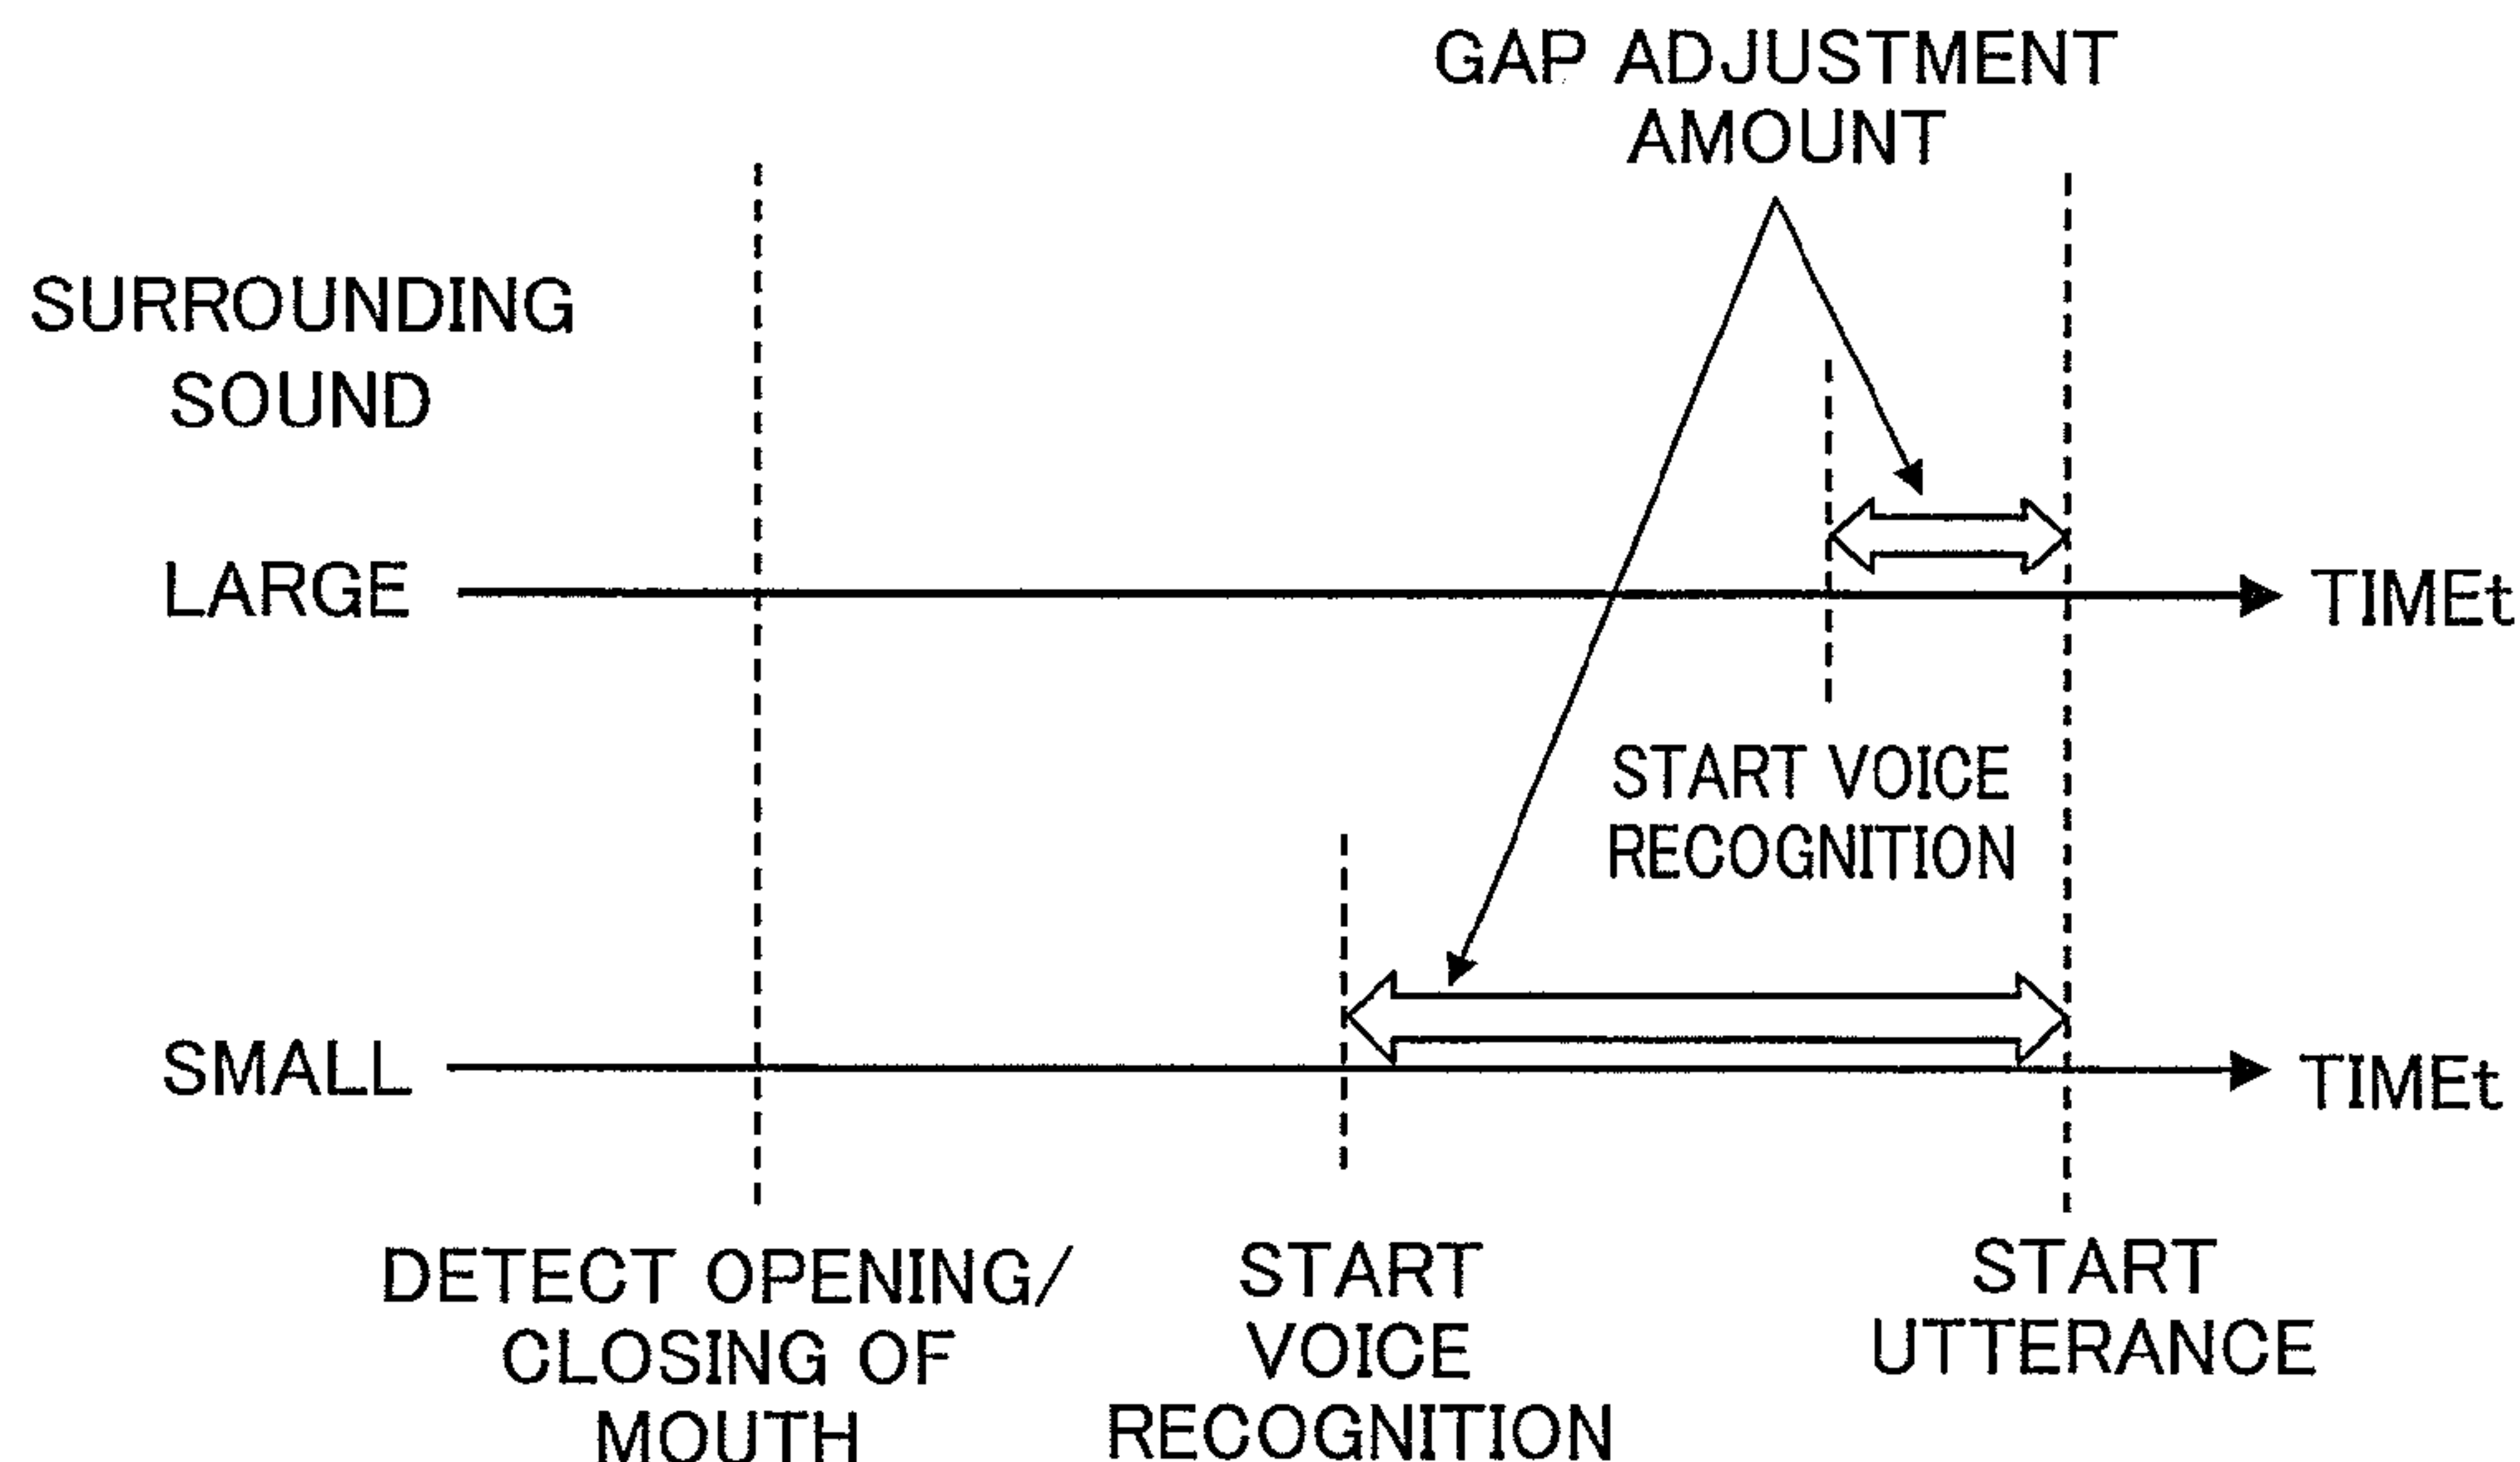 GAP ADJUSTMENT
AMOUNT
SURROUNDING
SOUND
LARGE
TIMEt
START VOICE
RECOGNITION
SMALL
TIMEt
DETECT OPENING/
CLOSING OF
MOUTH
START
VOICE
RECOGNITION
START
UTTERANCE